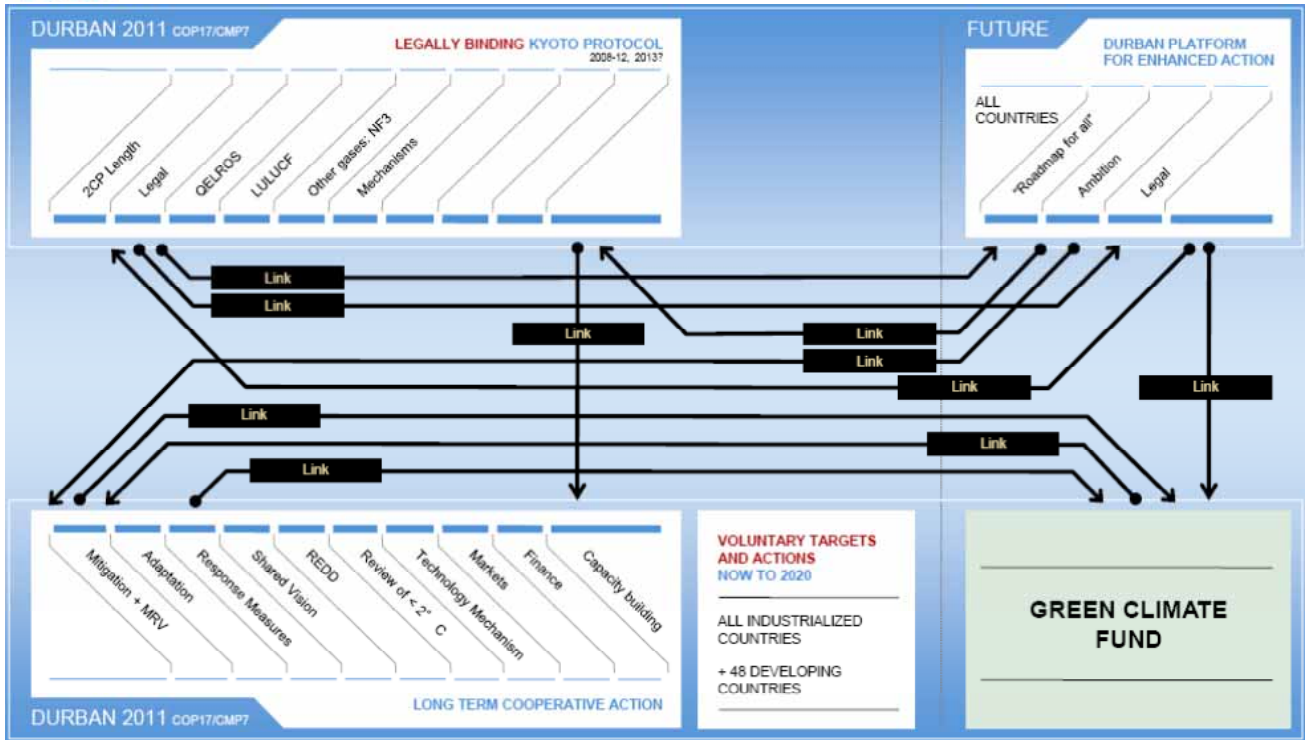 DURBAN 2011 COP17/CMP7
LEGALLY BINDING KYOTO PROTOCOL
2008-12, 2013?
2CP Length
Legal
QELROS
LULUCF
Other gases: NF3
Mechanisms
FUTURE
DURBAN PLATFORM
FOR ENHANCED ACTION
ALL
COUNTRIES
"Roadmap for all"
Ambition
Legal
Link
Link
Link
Link
Link
Link
Link
Link
Link
Link
Mitigation + MRV
Adaptation
Response Measures
Shared Vision
REDD
Review of < 2° C
Technology Mechanism
Markets
Finance
Capacity building
LONG TERM COOPERATIVE ACTION
DURBAN 2011 COP17/CMP7
VOLUNTARY TARGETS
AND ACTIONS
NOW TO 2020
ALL INDUSTRIALIZED
COUNTRIES
+ 48 DEVELOPING
COUNTRIES
GREEN CLIMATE
FUND